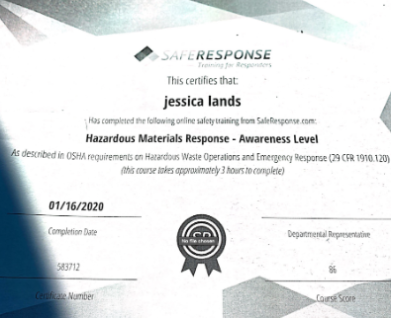 SAFERESPONSE
Training for Responders
This certifies that:
jessica lands
Has completed the following online safety training from SafeResponse.com:
Hazardous Materials Response - Awareness Level
As described in OSHA requirements on Hazardous Waste Operations and Emergency Response (29 CFR 1910.120)
(this course takes approximately 3 hours to complete)
01/16/2020
Completion Date
No file chosen
Departmental Representative
583712
86
Certificate Number
Course Score